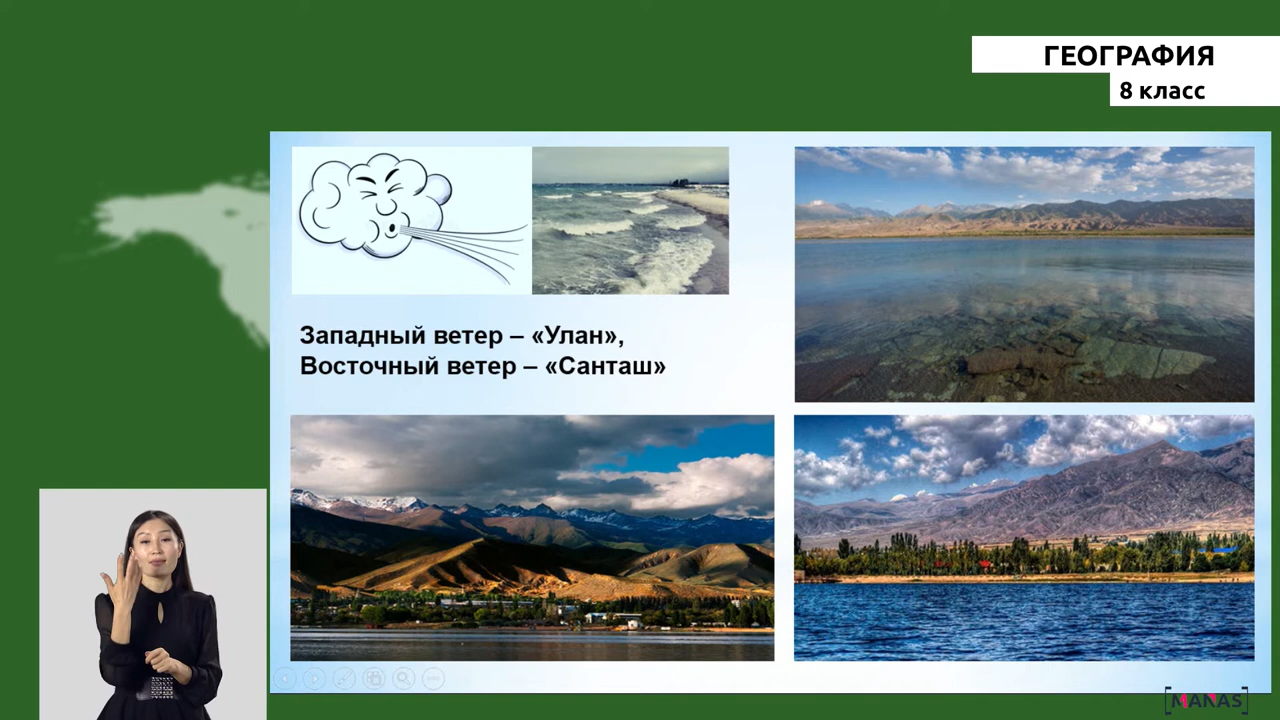 ГЕОГРАФИЯ
8 класс
Западный ветер – «Улан»,
Восточный ветер – «Санташ»
[MANAS]